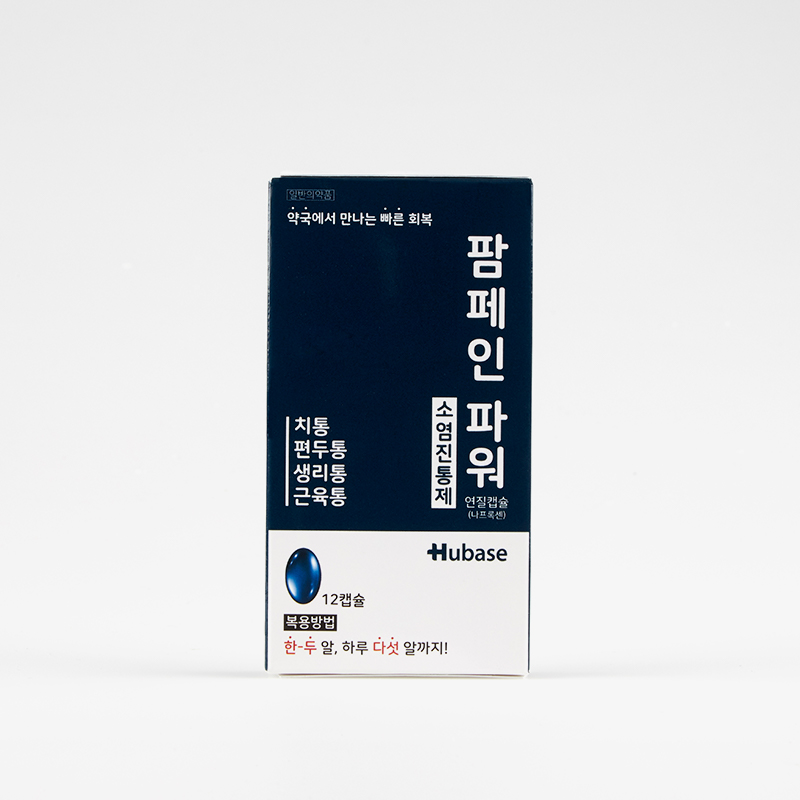 일반의약품
약국에서 만나는 빠른 회복
팜페인 파워
소염진통제
연질캡슐
(나프록센)
치통
편두통
생리통
근육통
Hubase
12캡슐
복용방법
한-두 알, 하루 다섯 알까지!